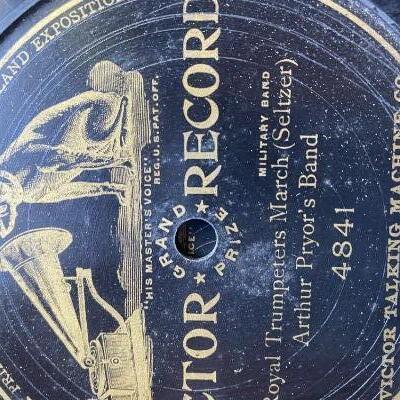 LAND EXPOSITION
"HIS MASTER'S VOICE"
REG. U.S. PAT. OFF.
CTOR RECORD
GRAND PRIZE
MILITARY BAND
Royal Trumpeters March (Seltzer)
Arthur Pryor's Band
4841
VICTOR TALKING MACHINE CO.